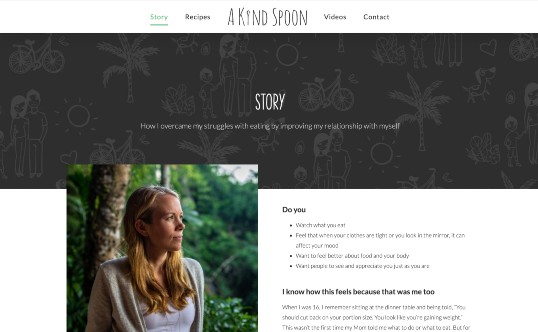 Story Recipes A KIND SPOON Videos Contact
STORY
How I overcame my struggles with eating by improving my relationship with myself
Do you
• Watch what you eat
• Feel that when your clothes are tight or you look in the mirror, it can
affect your mood
• Want to feel better about food and your body
• Want people to see and appreciate you just as you are
I know how this feels because that was me too
When I was 16, I remember sitting at the dinner table and being told, "You
should cut back on your portion size. You look like you're gaining weight."
This wasn't the first time my Mom told me what to do or what to eat. But for